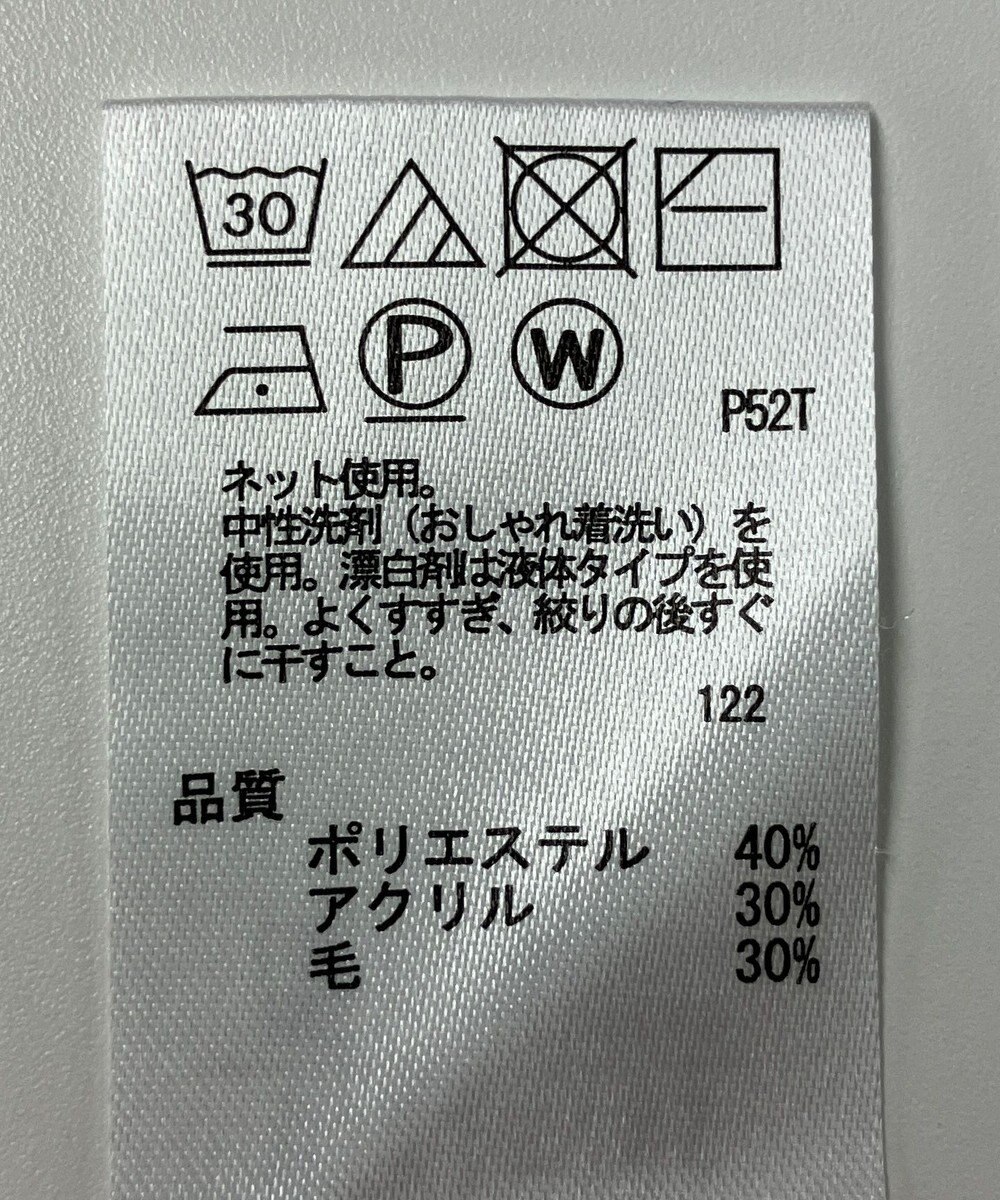 30
P W
P52T
ネット使用。
中性洗剤（おしゃれ着洗い）を
使用。漂白剤は液体タイプを使
用。よくすすぎ、絞りの後すぐ
に干すこと。
122
品質
ポリエステル 40%
アクリル 30%
毛 30%